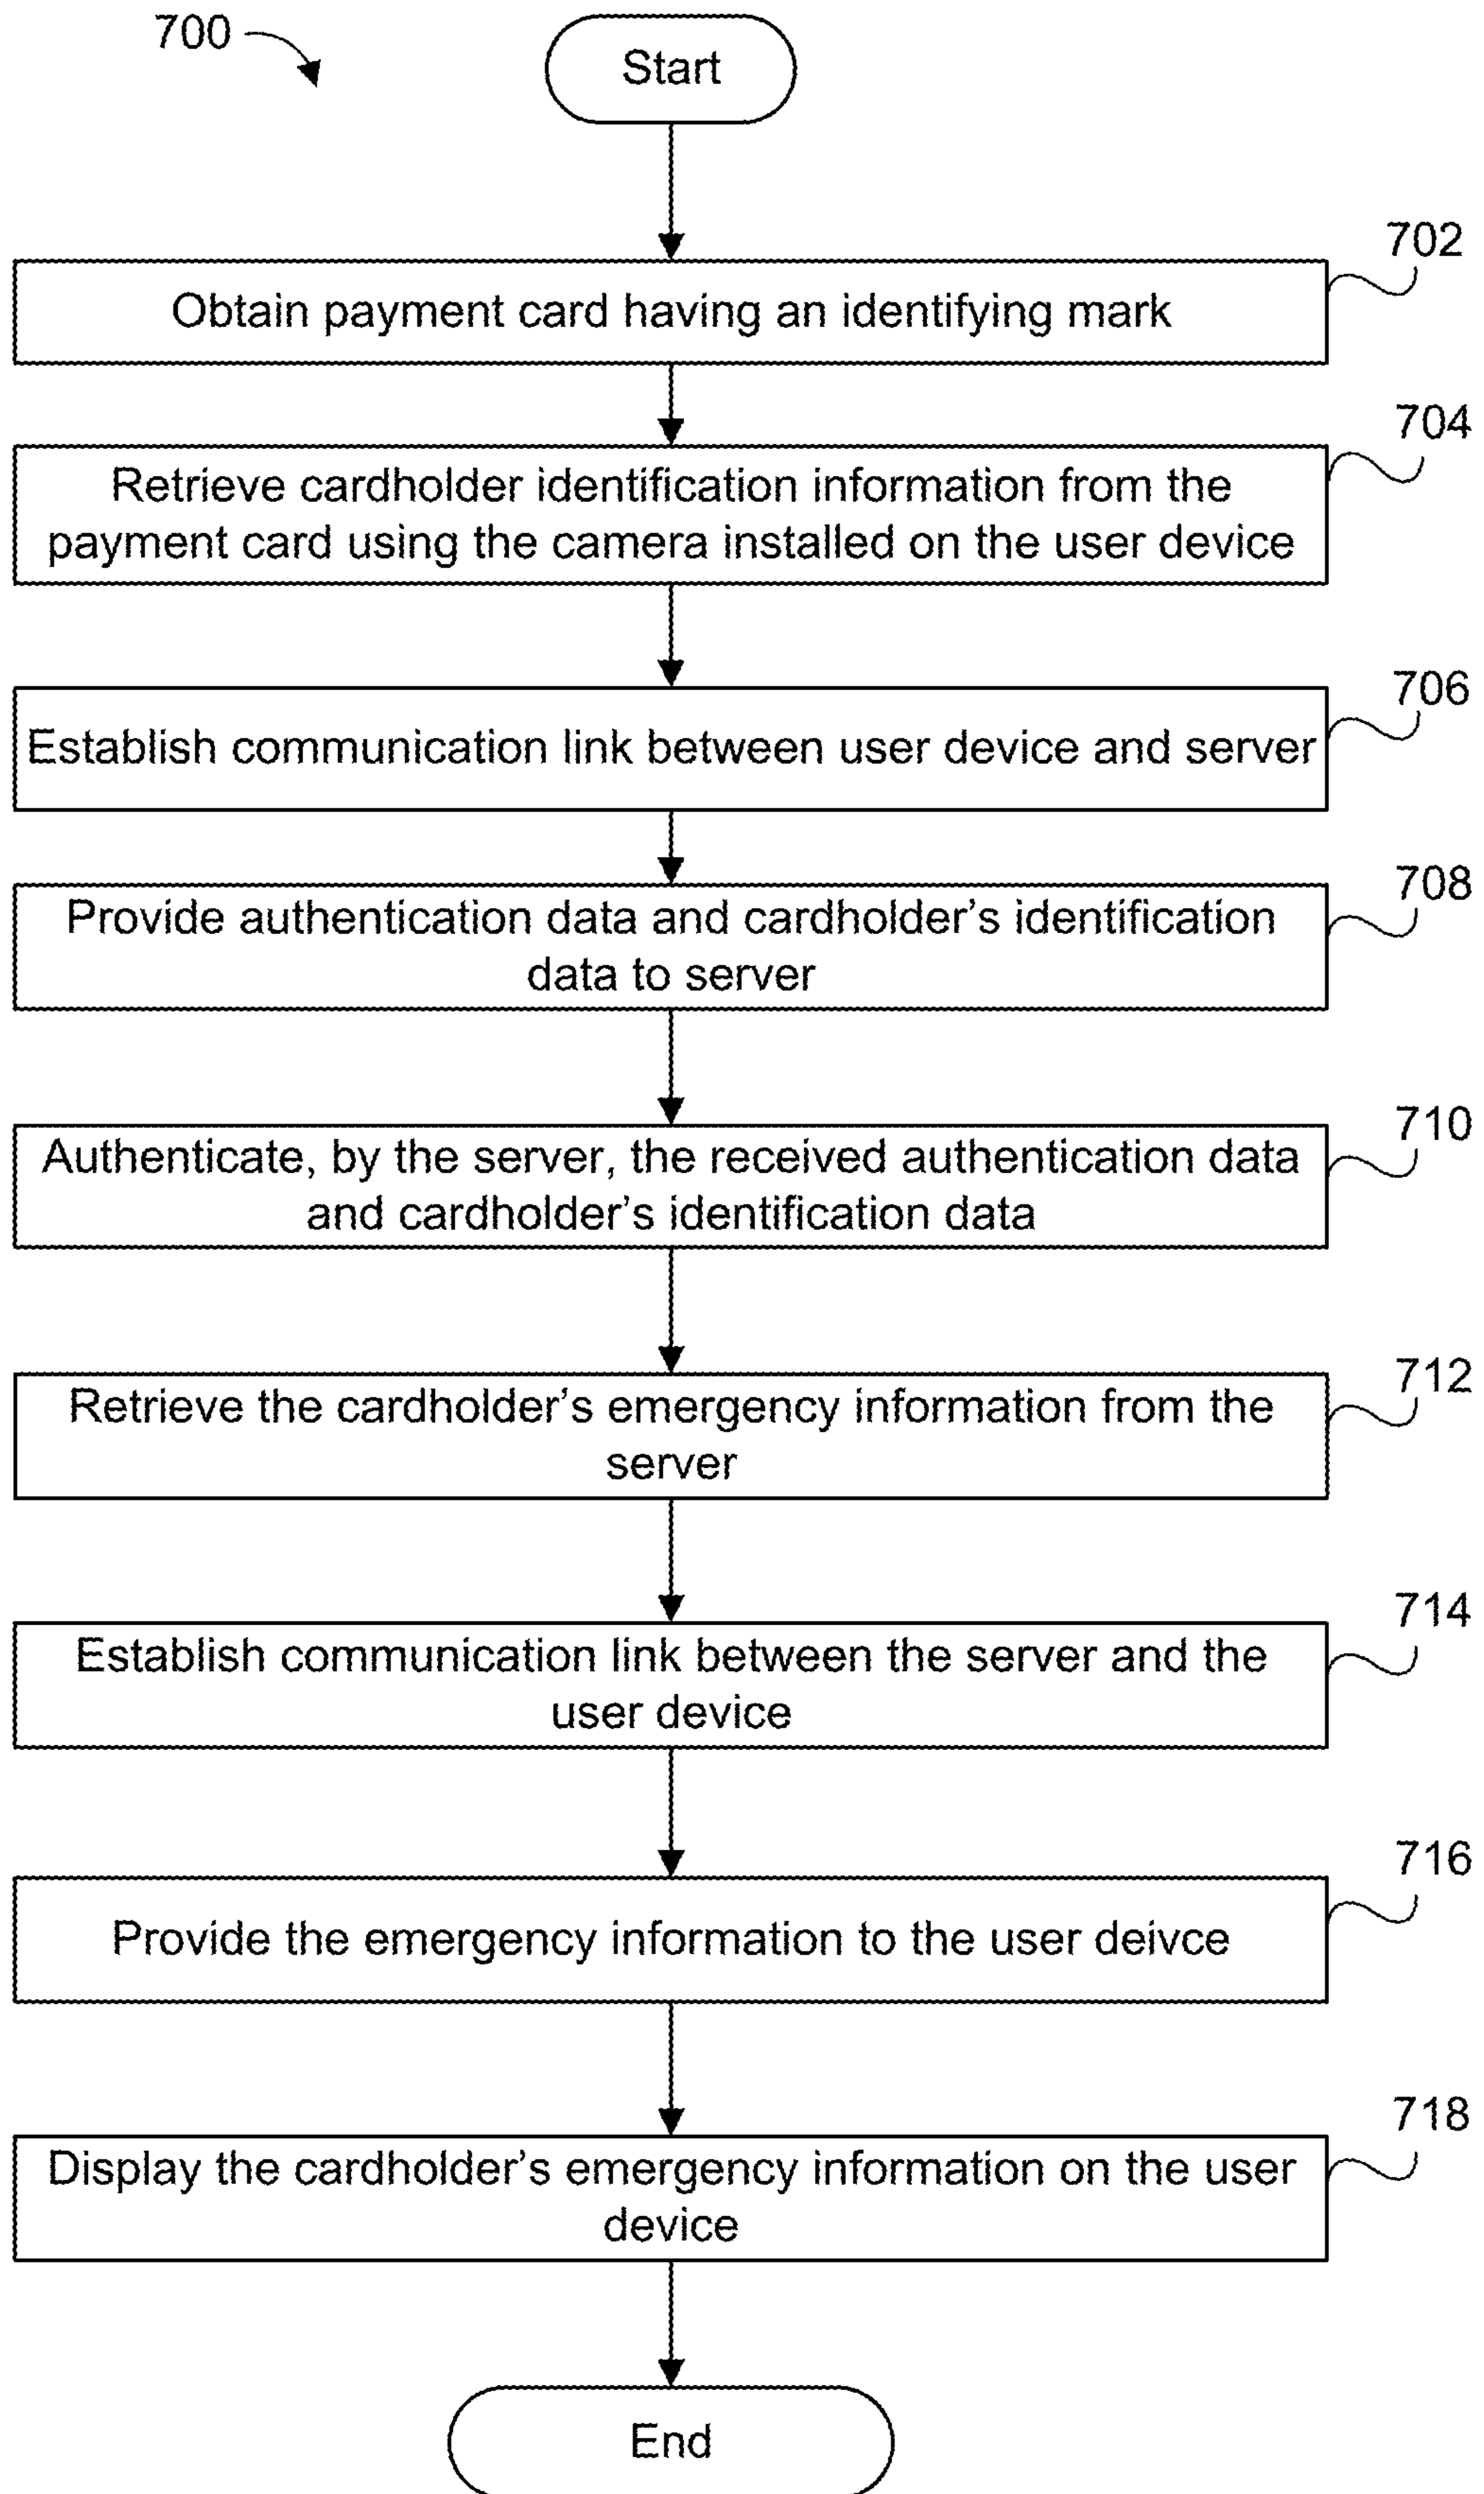 700
Start
702
Obtain payment card having an identifying mark
704
Retrieve cardholder identification information from the
payment card using the camera installed on the user device
706
Establish communication link between user device and server
708
Provide authentication data and cardholder’s identification
data to server
710
Authenticate, by the server, the received authentication data
and cardholder’s identification data
712
Retrieve the cardholder’s emergency information from the
server
714
Establish communication link between the server and the
user device
716
Provide the emergency information to the user deivce
718
Display the cardholder’s emergency information on the user
device
End